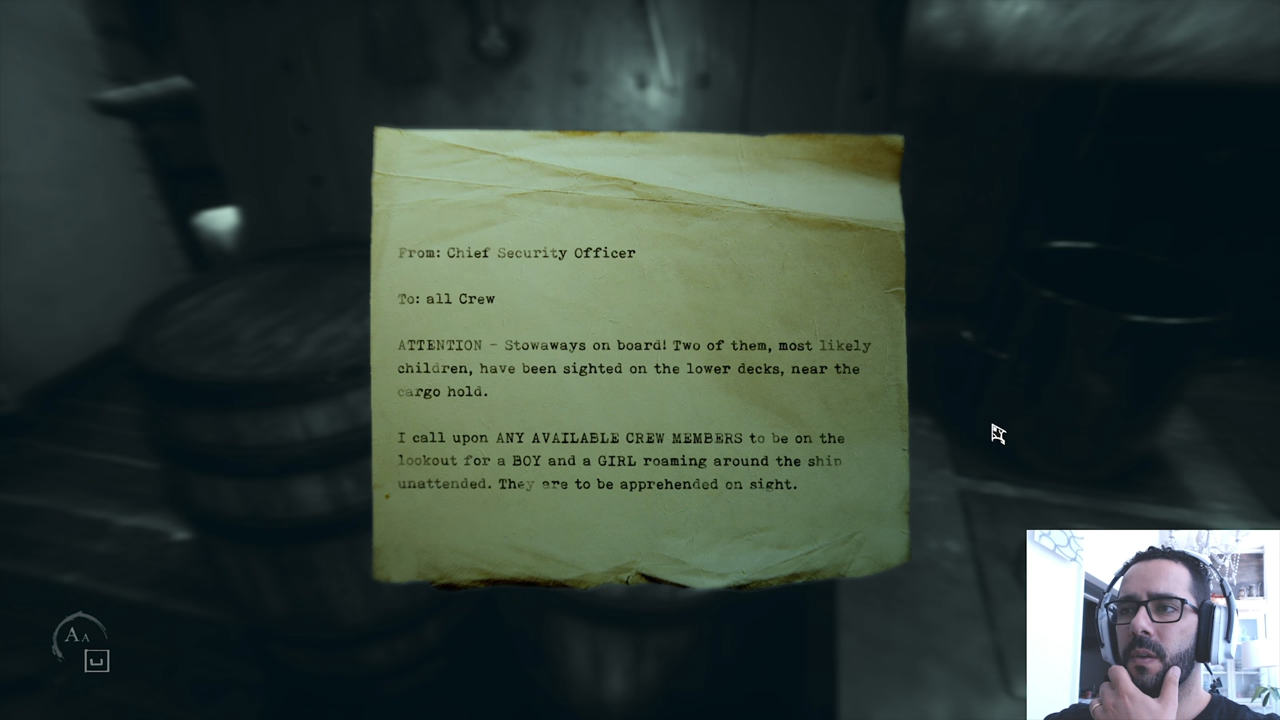 From: Chief Security Officer
To: all Crew
ATTENTION - Stowaways on board! Two of them, most likely
children, have been sighted on the lower decks, near the
cargo hold.
I call upon ANY AVAILABLE CREW MEMBERS to be on the
lookout for a BOY and a GIRL roaming around the ship
unattended. They are to be apprehended on sight.
AA